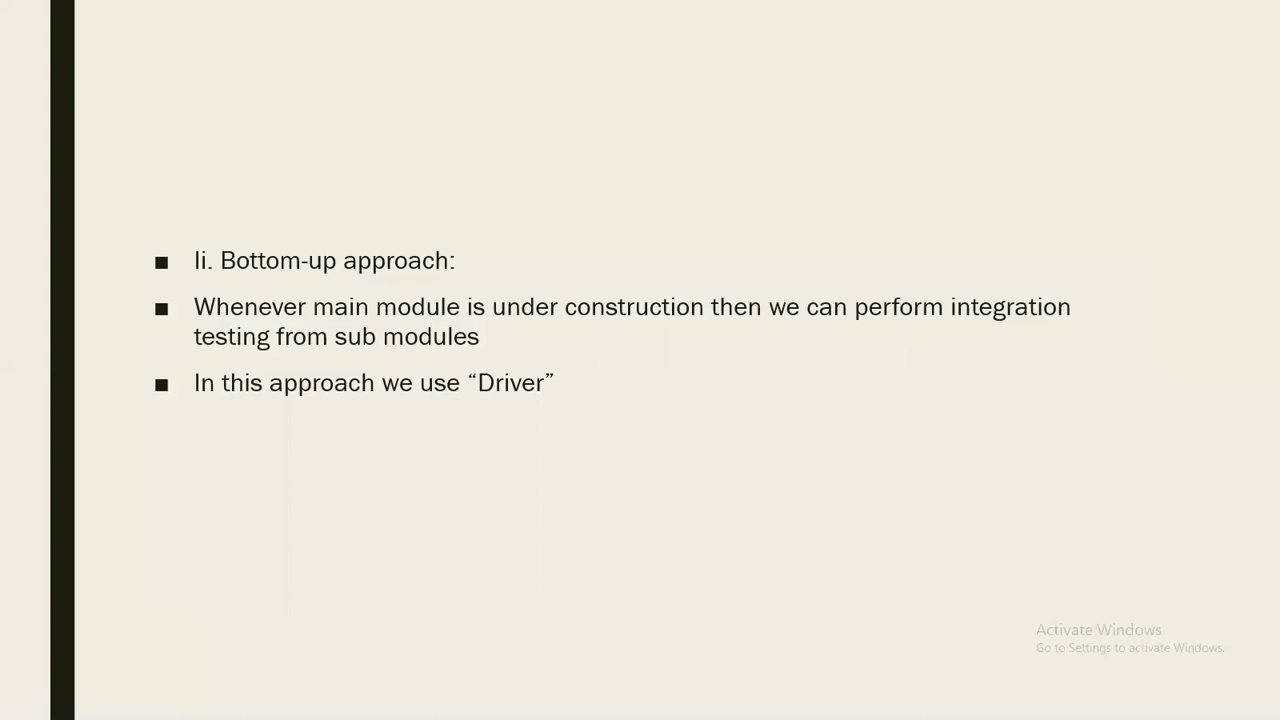 ■ Ii. Bottom-up approach:
■ Whenever main module is under construction then we can perform integration
testing from sub modules
■ In this approach we use “Driver”
Activate Windows
Go to Settings to activate Windows.